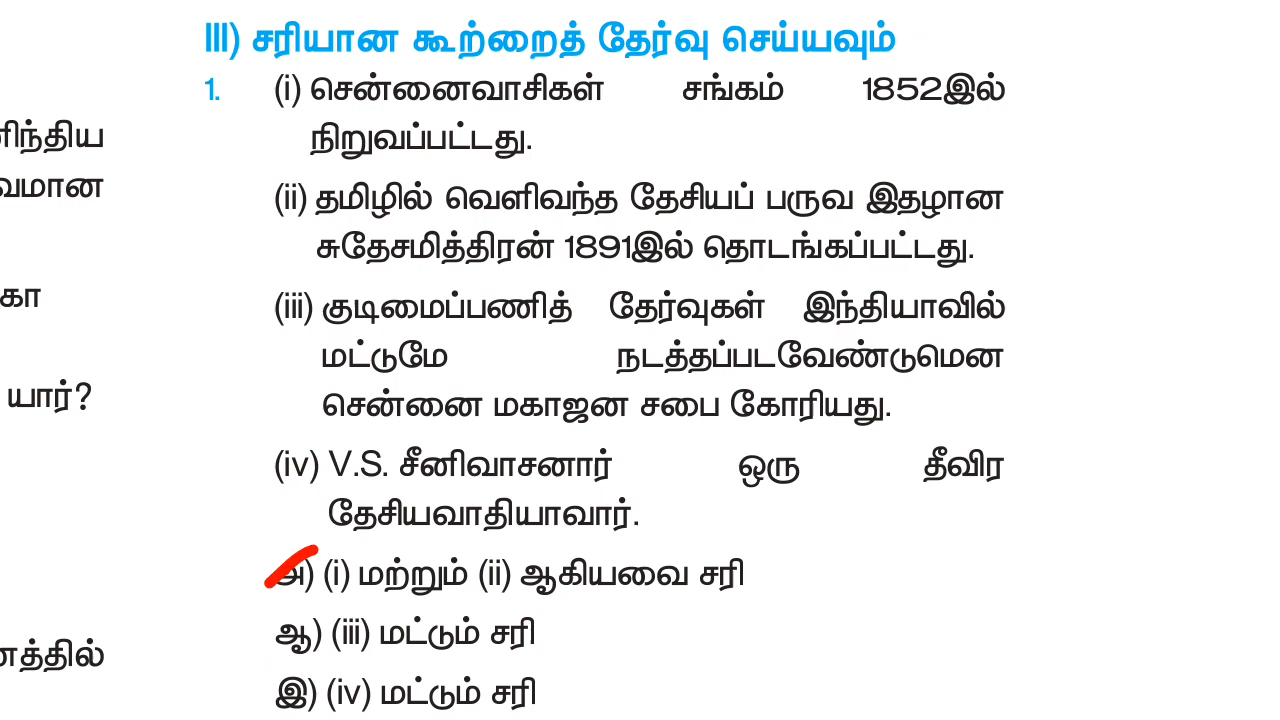 III) சரியான கூற்றைத் தேர்வு செய்யவும்
1. (i) சென்னைவாசிகள் சங்கம் 1852இல்
நிறுவப்பட்டது.
(ii) தமிழில் வெளிவந்த தேசியப் பருவ இதழான
சுதேசமித்திரன் 1891இல் தொடங்கப்பட்டது.
(iii) குடிமைப்பணித் தேர்வுகள் இந்தியாவில்
மட்டுமே நடத்தப்படவேண்டுமென
சென்னை மகாஜன சபை கோரியது.
(iv) V.S. சீனிவாசனார் ஒரு தீவிர
தேசியவாதியாவார்.
அ) (i) மற்றும் (ii) ஆகியவை சரி
ஆ) (iii) மட்டும் சரி
இ) (iv) மட்டும் சரி
யார்?